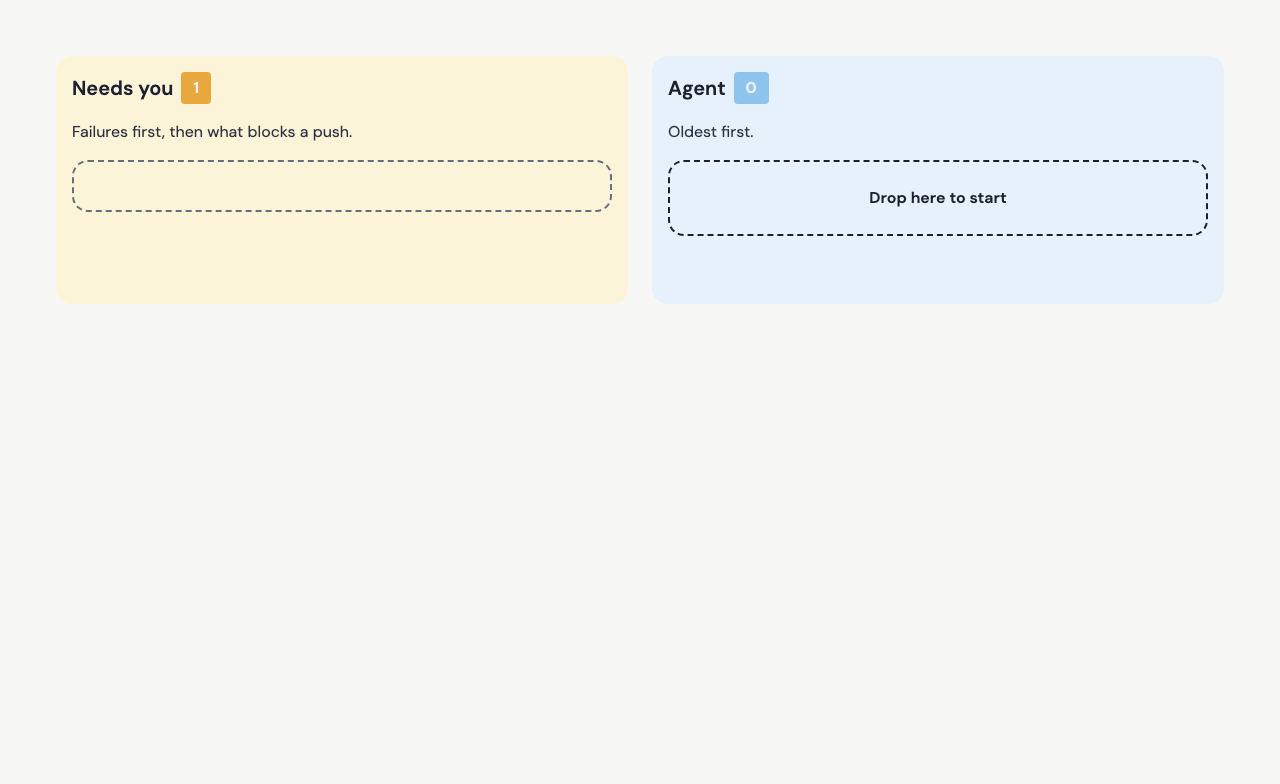 Needs you 1
Failures first, then what blocks a push.
Agent 0
Oldest first.
Drop here to start